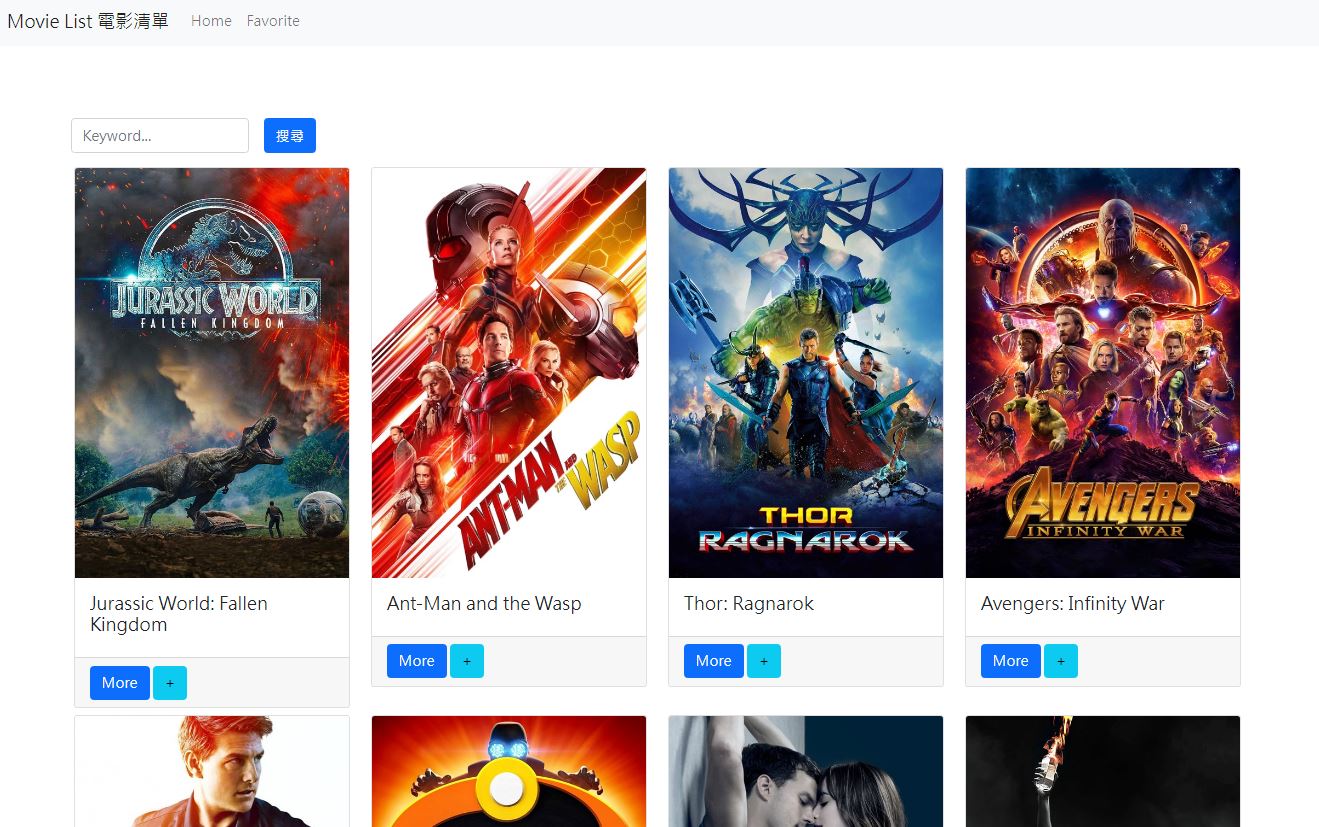 Movie List 電影清單 Home Favorite
Keyword... 搜尋
JURASSIC WORLD
FALLEN KINGDOM
ANT-MAN AND THE WASP
THOR
RAGNAROK
AVENGERS
INFINITY WAR
Jurassic World: Fallen
Kingdom
Ant-Man and the Wasp
Thor: Ragnarok
Avengers: Infinity War
More +
More +
More +
More +